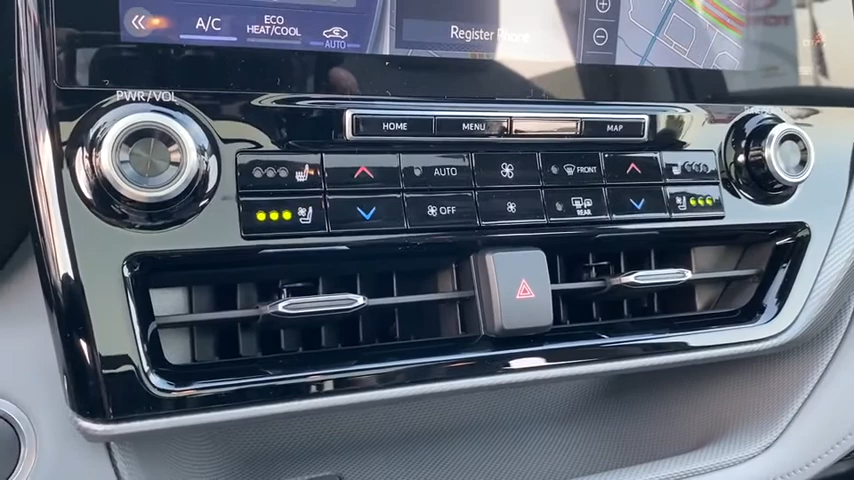 A/C
ECO
HEAT/COOL
AUTO
Register Phone
PWR/VOL
HOME MENU MAP
AUTO FRONT
OFF REAR